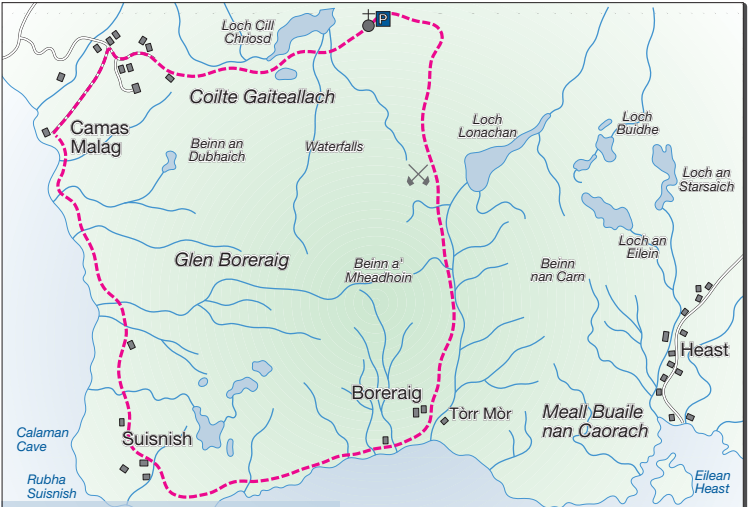 Loch Cill
Chriosd
P
Coilte Gaiteallach
Camas
Malag
Beinn an
Dubhaich
Waterfalls
Loch
Lonachan
Loch
Buidhe
Loch an
Starsaich
Loch an
Eilein
Glen Boreraig
Beinn a'
Mheadhoin
Beinn
nan Carn
Heast
Boreraig
Tòrr Mòr
Meall Buaile
nan Caorach
Suisnish
Calaman
Cave
Rubha
Suisnish
Eilean
Heast